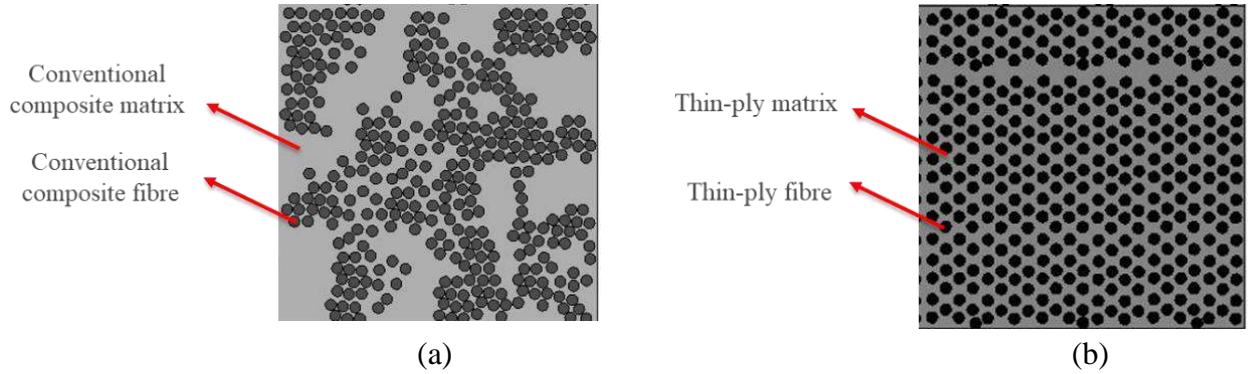 Conventional
composite matrix
Conventional
composite fibre
(a)
Thin-ply matrix
Thin-ply fibre
(b)